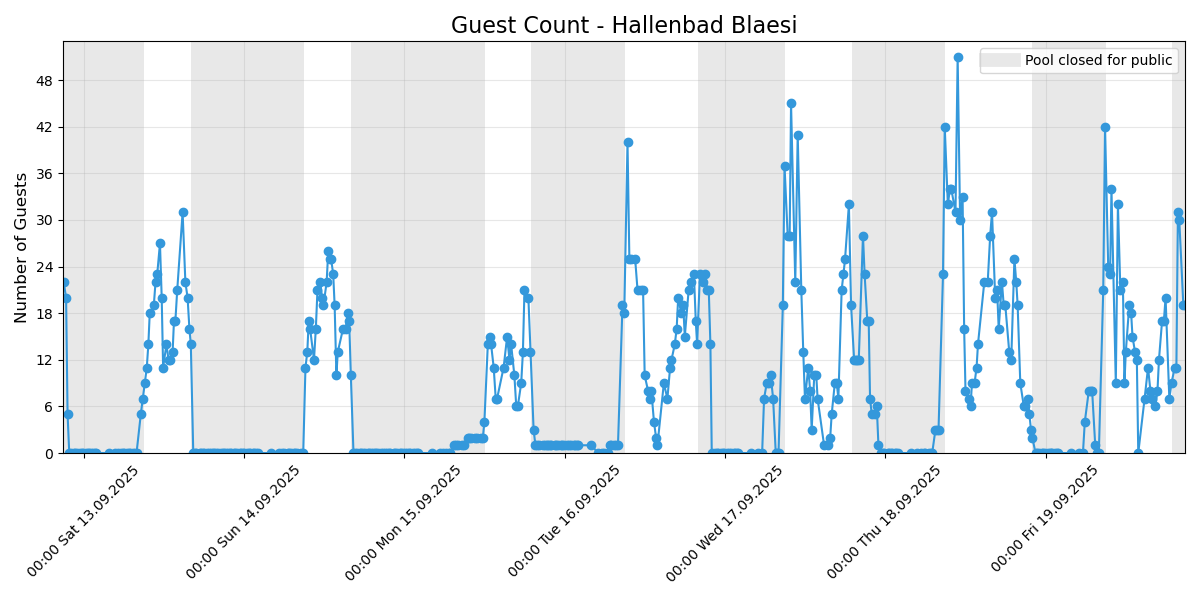 Guest Count - Hallenbad Blaesi
Pool closed for public
Number of Guests
48
42
36
30
24
18
12
6
0
00:00 Sat 13.09.2025
00:00 Sun 14.09.2025
00:00 Mon 15.09.2025
00:00 Tue 16.09.2025
00:00 Wed 17.09.2025
00:00 Thu 18.09.2025
00:00 Fri 19.09.2025